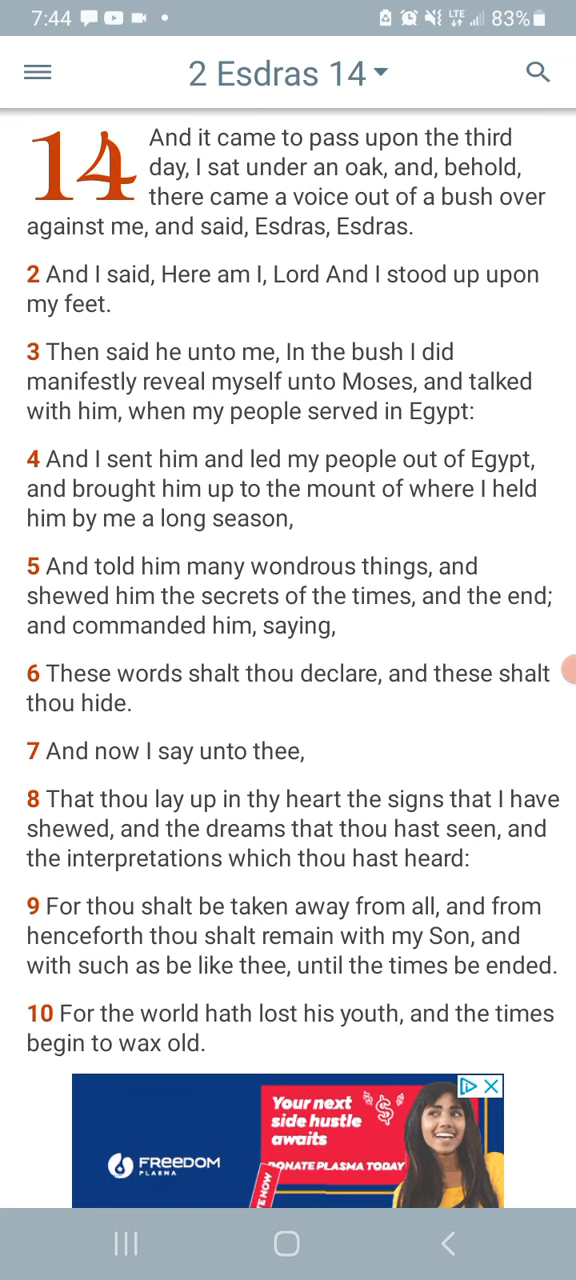 7:44
LTE
83%
2 Esdras 14
14 And it came to pass upon the third
day, I sat under an oak, and, behold,
there came a voice out of a bush over
against me, and said, Esdras, Esdras.
2 And I said, Here am I, Lord And I stood up upon
my feet.
3 Then said he unto me, In the bush I did
manifestly reveal myself unto Moses, and talked
with him, when my people served in Egypt:
4 And I sent him and led my people out of Egypt,
and brought him up to the mount of where I held
him by me a long season,
5 And told him many wondrous things, and
shewed him the secrets of the times, and the end;
and commanded him, saying,
6 These words shalt thou declare, and these shalt
thou hide.
7 And now I say unto thee,
8 That thou lay up in thy heart the signs that I have
shewed, and the dreams that thou hast seen, and
the interpretations which thou hast heard:
9 For thou shalt be taken away from all, and from
henceforth thou shalt remain with my Son, and
with such as be like thee, until the times be ended.
10 For the world hath lost his youth, and the times
begin to wax old.
Your next
side hustle
awaits
DONATE PLASMA TODAY
FREEDOM
PLASMA
NOW